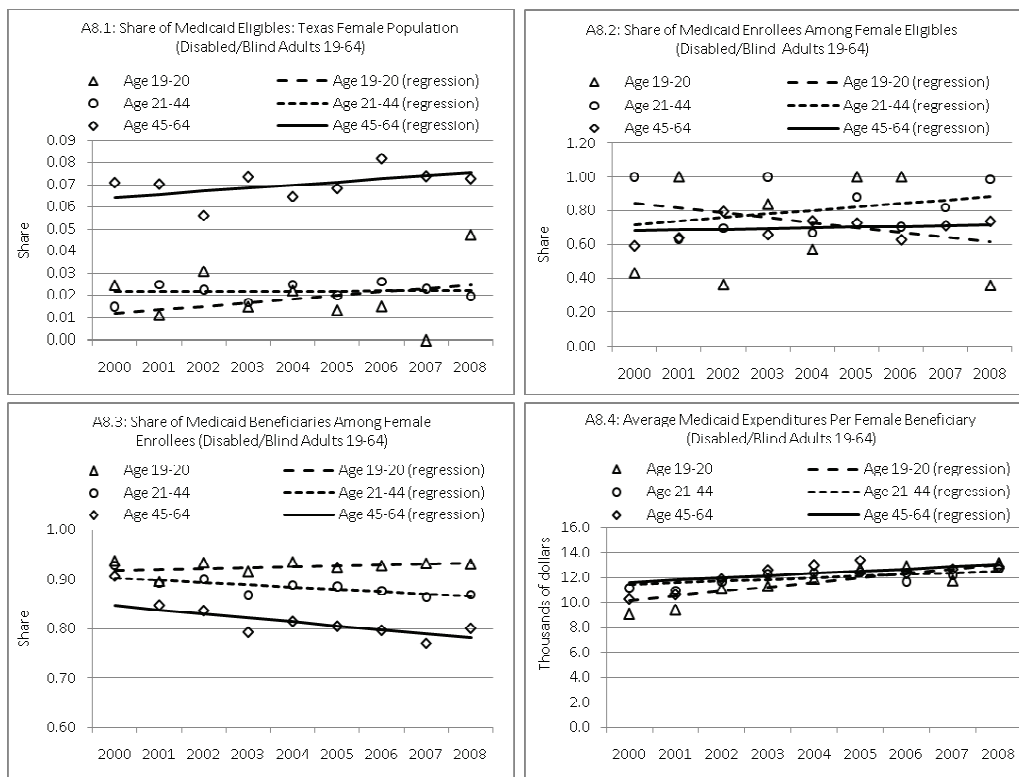 A8.1: Share of Medicaid Eligibles: Texas Female Population
(Disabled/Blind Adults 19-64)
Age 19-20
Age 19-20 (regression)
Age 21-44
Age 21-44 (regression)
Age 45-64
Age 45-64 (regression)
0.09
0.08
0.07
0.06
0.05
0.04
0.03
0.02
0.01
0.00
Share
2000 2001 2002 2003 2004 2005 2006 2007 2008
A8.2: Share of Medicaid Enrollees Among Female Eligibles
(Disabled/Blind Adults 19-64)
Age 19-20
Age 19-20 (regression)
Age 21-44
Age 21-44 (regression)
Age 45-64
Age 45-64 (regression)
1.20
1.00
0.80
0.60
0.40
0.20
0.00
Share
2000 2001 2002 2003 2004 2005 2006 2007 2008
A8.3: Share of Medicaid Beneficiaries Among Female
Enrollees (Disabled/Blind Adults 19-64)
Age 19-20
Age 19-20 (regression)
Age 21-44
Age 21-44 (regression)
Age 45-64
Age 45-64 (regression)
1.00
0.90
0.80
0.70
0.60
Share
2000 2001 2002 2003 2004 2005 2006 2007 2008
A8.4: Average Medicaid Expenditures Per Female Beneficiary
(Disabled/Blind Adults 19-64)
Age 19-20
Age 19-20 (regression)
Age 21-44
Age 21-44 (regression)
Age 45-64
Age 45-64 (regression)
16.0
14.0
12.0
10.0
8.0
6.0
4.0
2.0
0.0
Thousands of dollars
2000 2001 2002 2003 2004 2005 2006 2007 2008